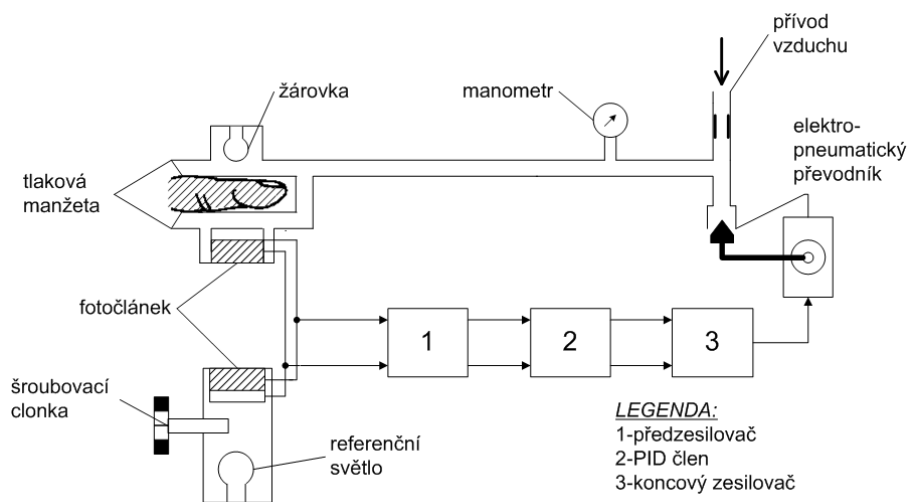 přívod
vzduchu
žárovka
manometr
elektro-
pneumatický
převodník
tlaková
manžeta
fotočlánek
1
2
3
šroubovací
clonka
referenční
světlo
LEGENDA:
1-předzesilovač
2-PID člen
3-koncový zesilovač